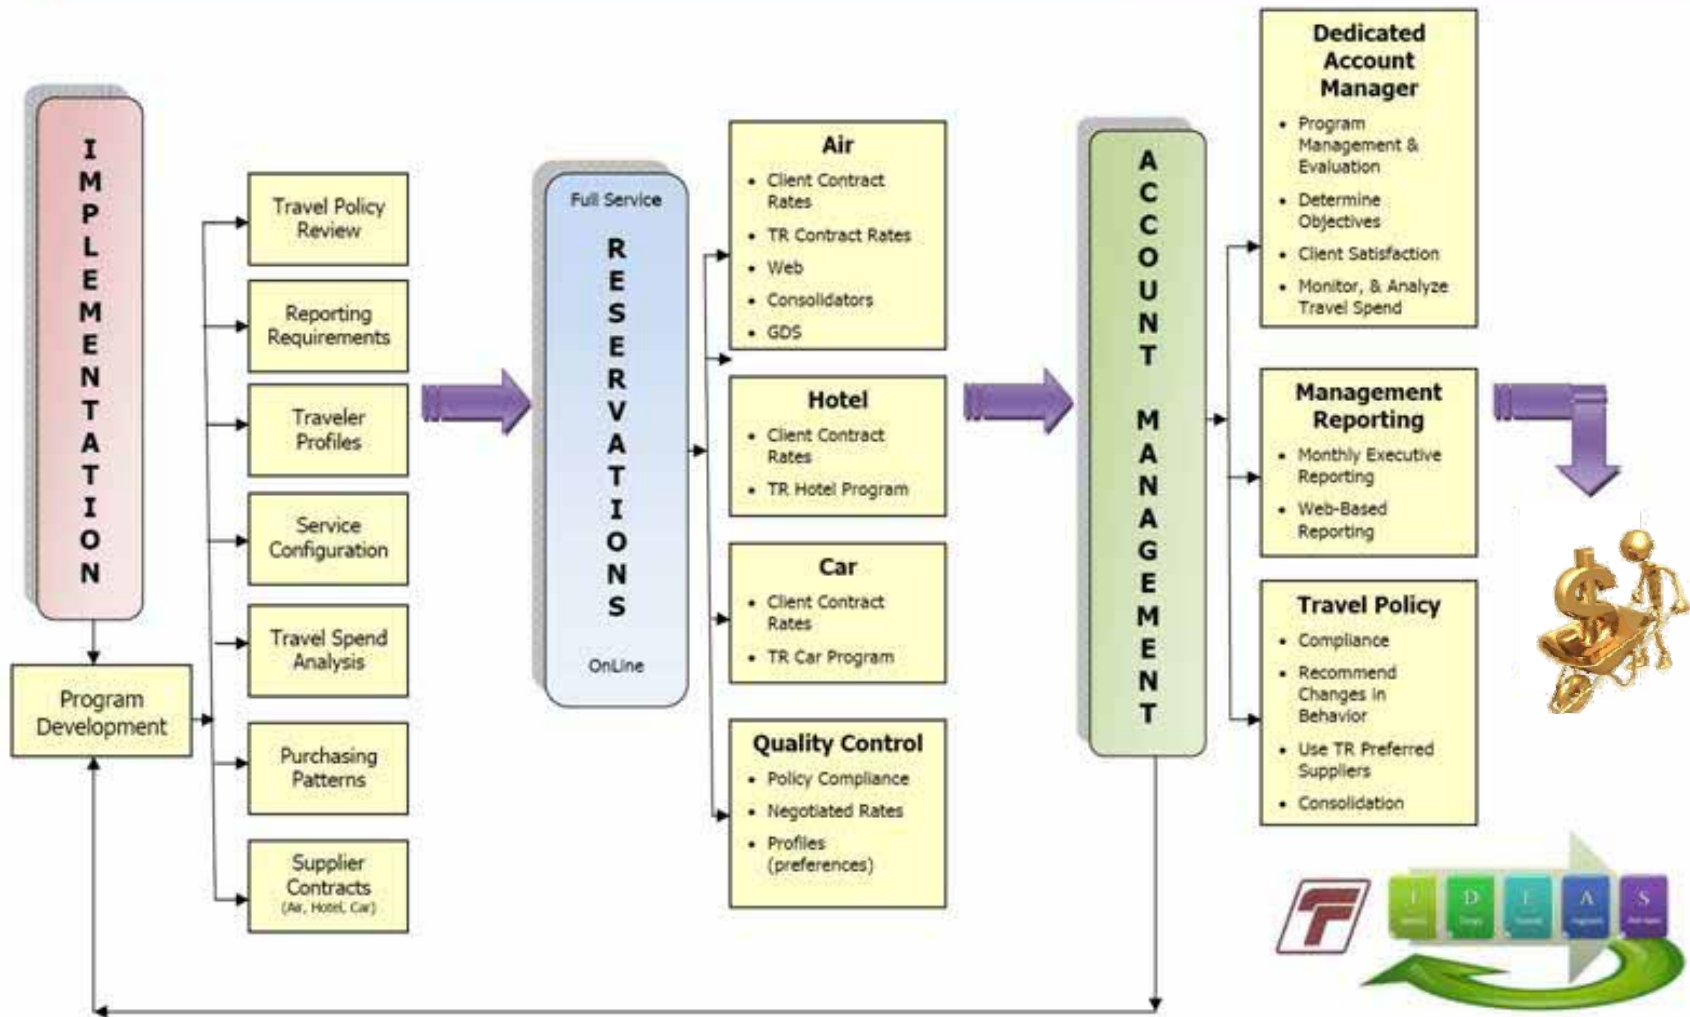 IMPLEMENTATION
Program
Development
Travel Policy
Review
Reporting
Requirements
Traveler
Profiles
Service
Configuration
Travel Spend
Analysis
Purchasing
Patterns
Supplier
Contracts
(Air, Hotel, Car)
Full Service
RESERVATIONS
OnLine
Air
• Client Contract
Rates
• TR Contract Rates
• Web
• Consolidators
• GDS
Hotel
• Client Contract
Rates
• TR Hotel Program
Car
• Client Contract
Rates
• TR Car Program
Quality Control
• Policy Compliance
• Negotiated Rates
• Profiles
(preferences)
ACCOUNT MANAGEMENT
Dedicated
Account
Manager
• Program
Management &
Evaluation
• Determine
Objectives
• Client Satisfaction
• Monitor, & Analyze
Travel Spend
Management
Reporting
• Monthly Executive
Reporting
• Web-Based
Reporting
Travel Policy
• Compliance
• Recommend
Changes in
Behavior
• Use TR Preferred
Suppliers
• Consolidation
$
I D E A S